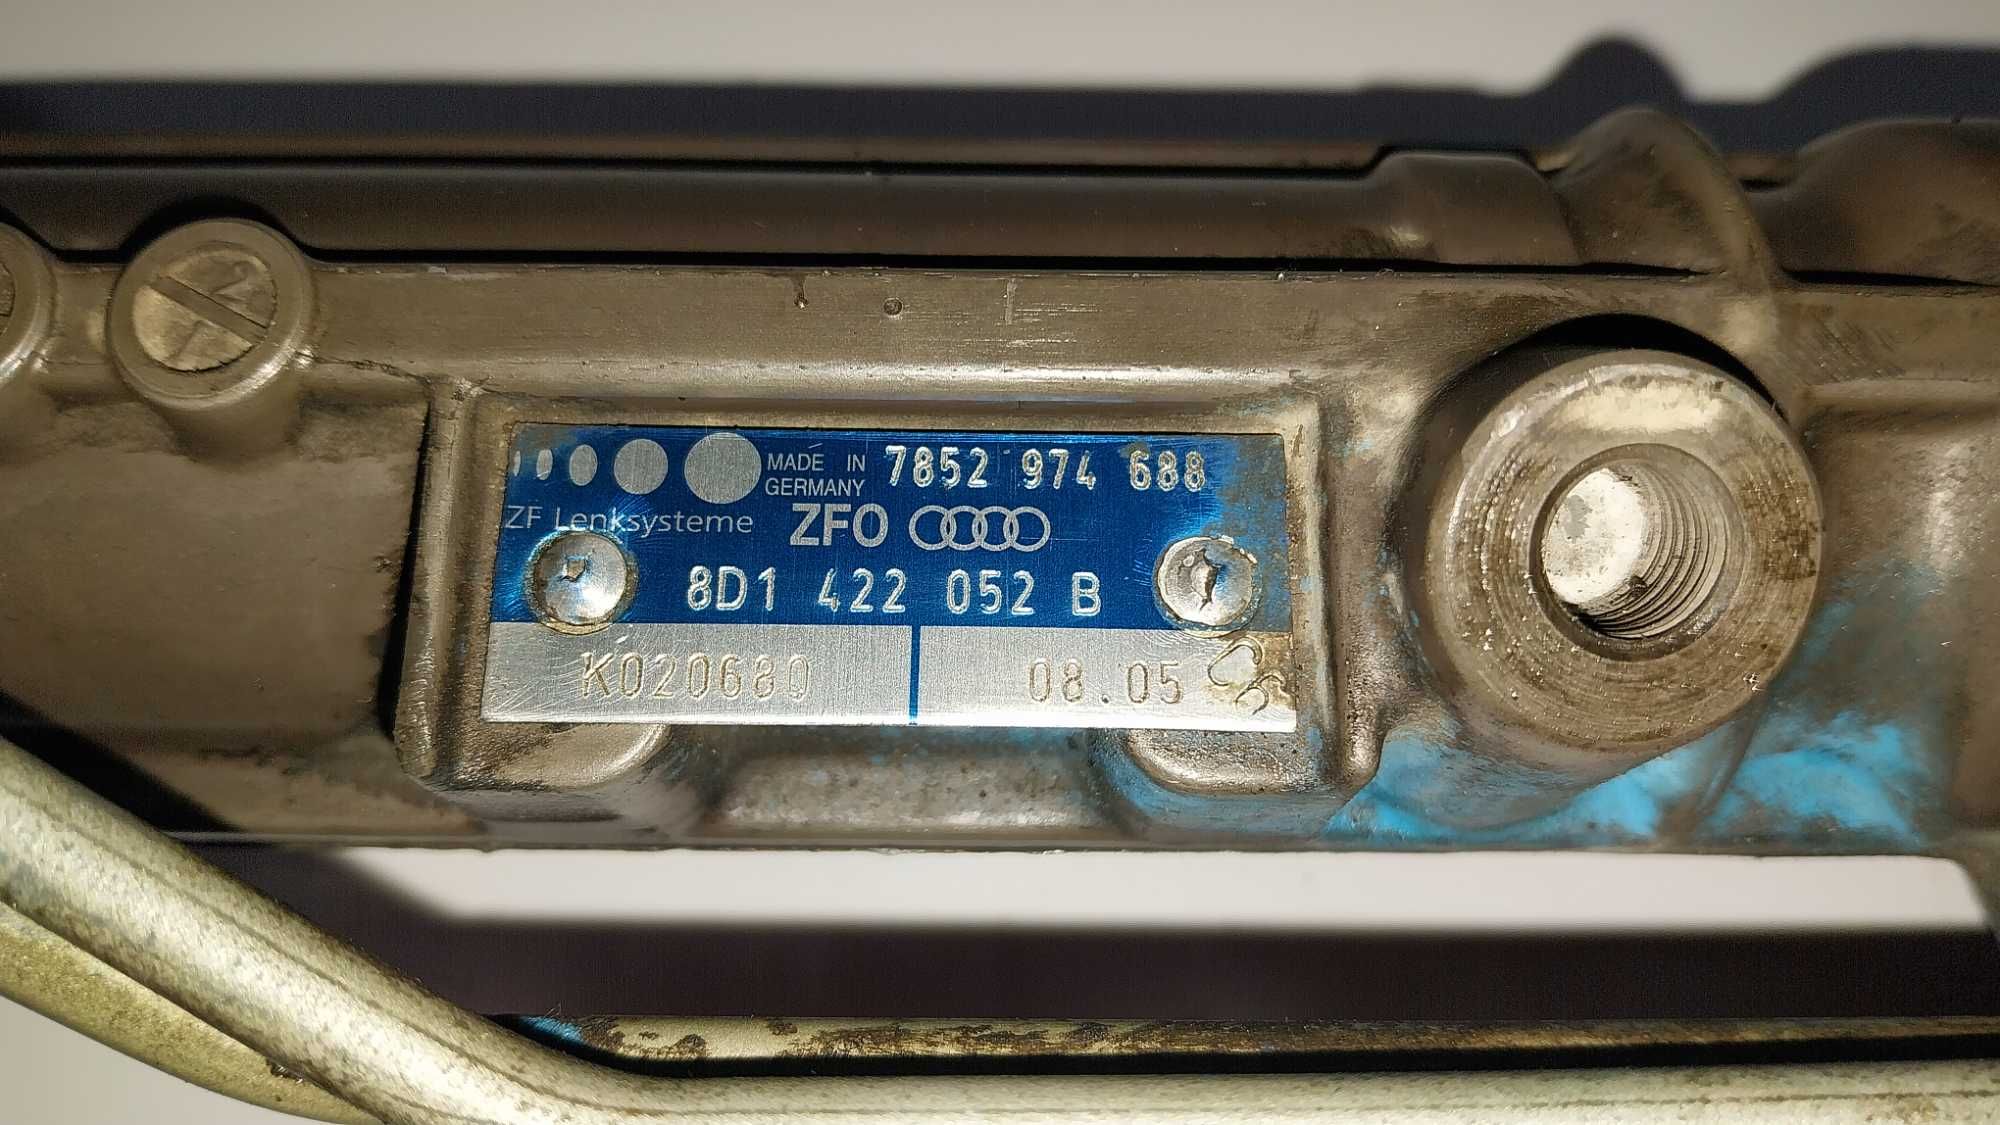 MADE IN
GERMANY
7852 974 688
ZF Lenksysteme
ZFO
8D1 422 052 B
K020680
08.05